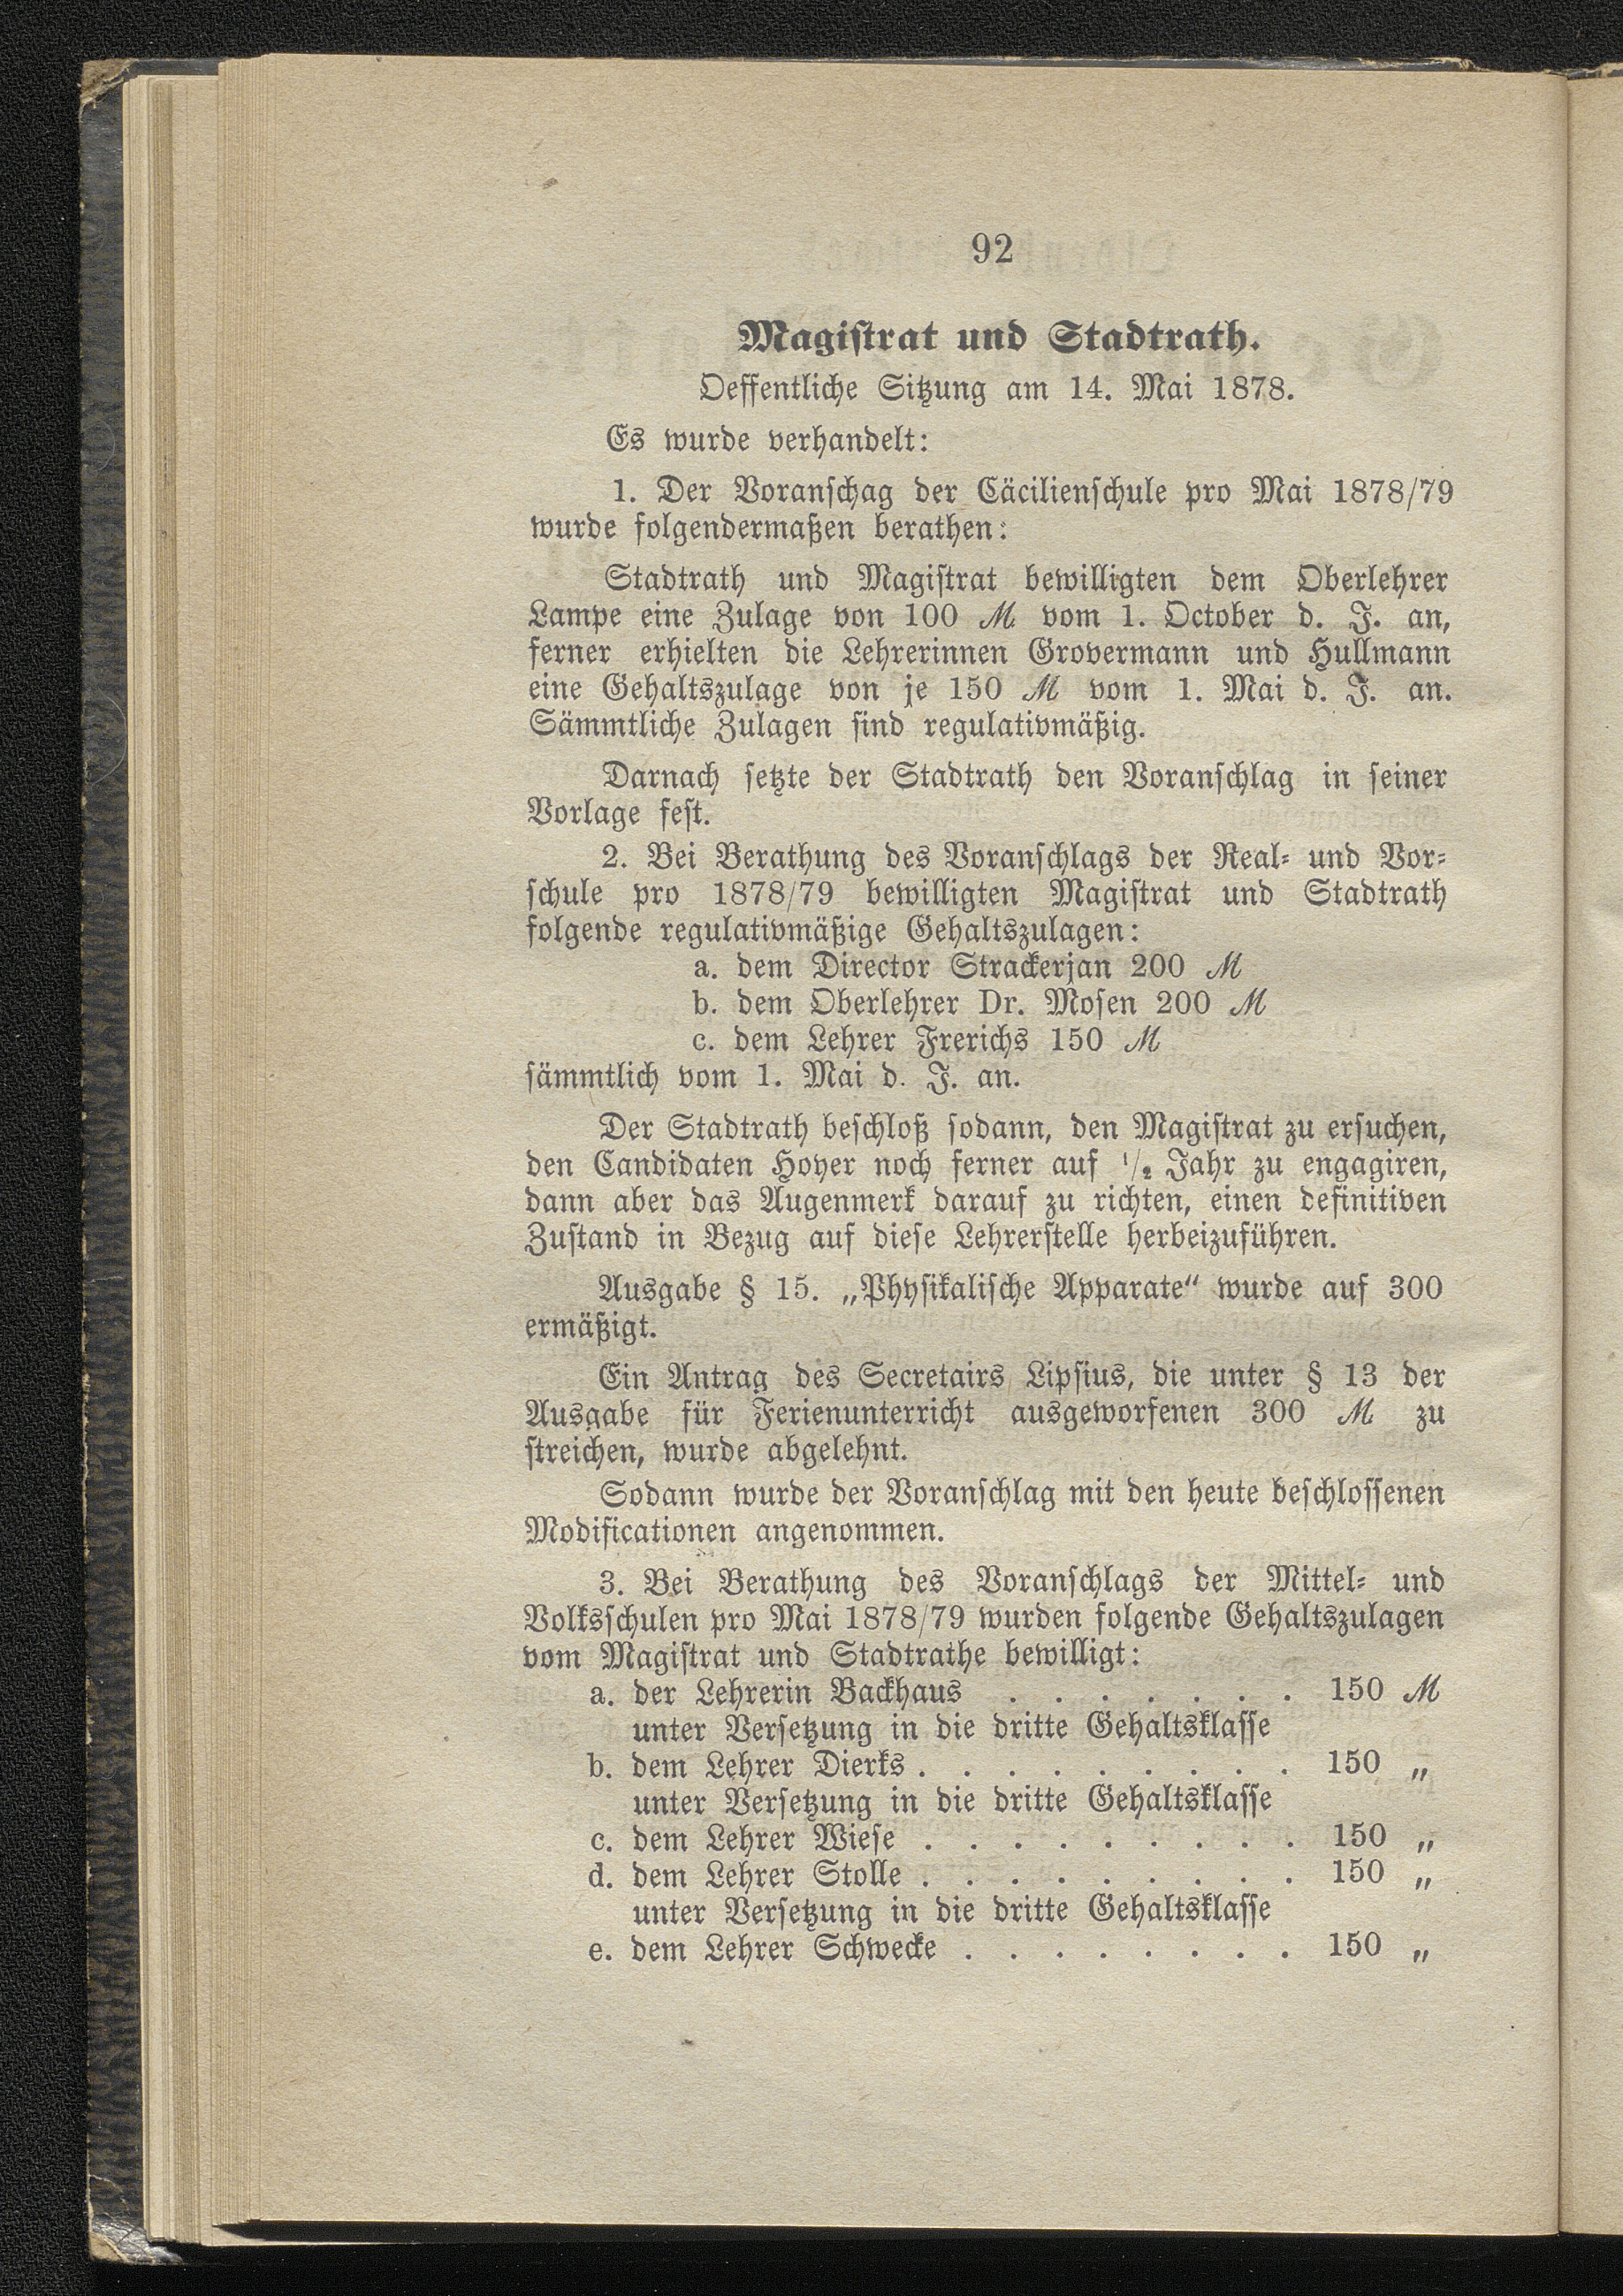 92
Magistrat und Stadtrath.
Oeffentliche Sitzung am 14. Mai 1878.
Es wurde verhandelt:
1. Der Voranschag der Cäcilienschule pro Mai 1878/79
wurde folgendermaßen berathen:
Stadtrath und Magistrat bewilligten dem Oberlehrer
Lampe eine Zulage von 100 M. vom 1. October d. J. an,
ferner erhielten die Lehrerinnen Grovermann und Hullmann
eine Gehaltszulage von je 150 M vom 1. Mai d. J. an.
Sämmtliche Zulagen sind regulativmäßig.
Darnach setzte der Stadtrath den Voranschlag in seiner
Vorlage fest.
2. Bei Berathung des Voranschlags der Real- und Vor-
schule pro 1878/79 bewilligten Magistrat und Stadtrath
folgende regulativmäßige Gehaltszulagen:
a. dem Director Strackerjan 200 M
b. dem Oberlehrer Dr. Mosen 200 M
c. dem Lehrer Frerichs 150 M
sämmtlich vom 1. Mai d. J. an.
Der Stadtrath beschloß sodann, den Magistrat zu ersuchen,
den Candidaten Hoyer noch ferner auf 1/2 Jahr zu engagiren,
dann aber das Augenmerk darauf zu richten, einen definitiven
Zustand in Bezug auf diese Lehrerstelle herbeizuführen.
Ausgabe § 15. „Physikalische Apparate“ wurde auf 300
ermäßigt.
Ein Antrag des Secretairs Lipsius, die unter § 13 der
Ausgabe für Ferienunterricht ausgeworfenen 300 M. zu
streichen, wurde abgelehnt.
Sodann wurde der Voranschlag mit den heute beschlossenen
Modificationen angenommen.
3. Bei Berathung des Voranschlags der Mittel- und
Volksschulen pro Mai 1878/79 wurden folgende Gehaltszulagen
vom Magistrat und Stadtrathe bewilligt:
a. der Lehrerin Backhaus . . . . . . . 150 M
unter Versetzung in die dritte Gehaltsklasse
b. dem Lehrer Dierks . . . . . . . . . 150 „
unter Versetzung in die dritte Gehaltsklasse
c. dem Lehrer Wiese . . . . . . . . . 150 „
d. dem Lehrer Stolle . . . . . . . . . 150 „
unter Versetzung in die dritte Gehaltsklasse
e. dem Lehrer Schwecke . . . . . . . . 150 „